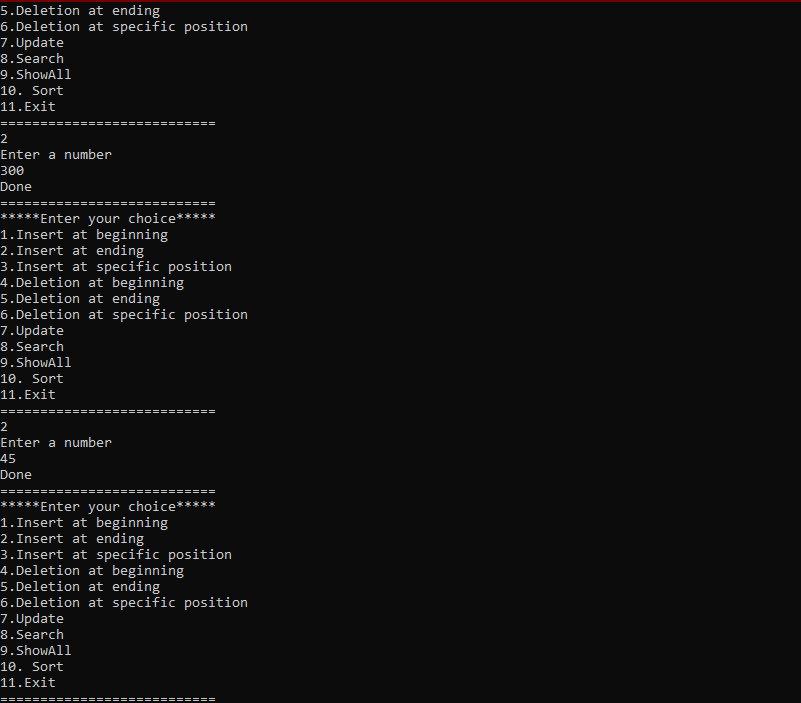 5.Deletion at ending
6.Deletion at specific position
7.Update
8.Search
9.ShowAll
10. Sort
11.Exit
===========================
2
Enter a number
300
Done
===========================
*****Enter your choice*****
1.Insert at beginning
2.Insert at ending
3.Insert at specific position
4.Deletion at beginning
5.Deletion at ending
6.Deletion at specific position
7.Update
8.Search
9.ShowAll
10. Sort
11.Exit
===========================
2
Enter a number
45
Done
===========================
*****Enter your choice*****
1.Insert at beginning
2.Insert at ending
3.Insert at specific position
4.Deletion at beginning
5.Deletion at ending
6.Deletion at specific position
7.Update
8.Search
9.ShowAll
10. Sort
11.Exit
===========================